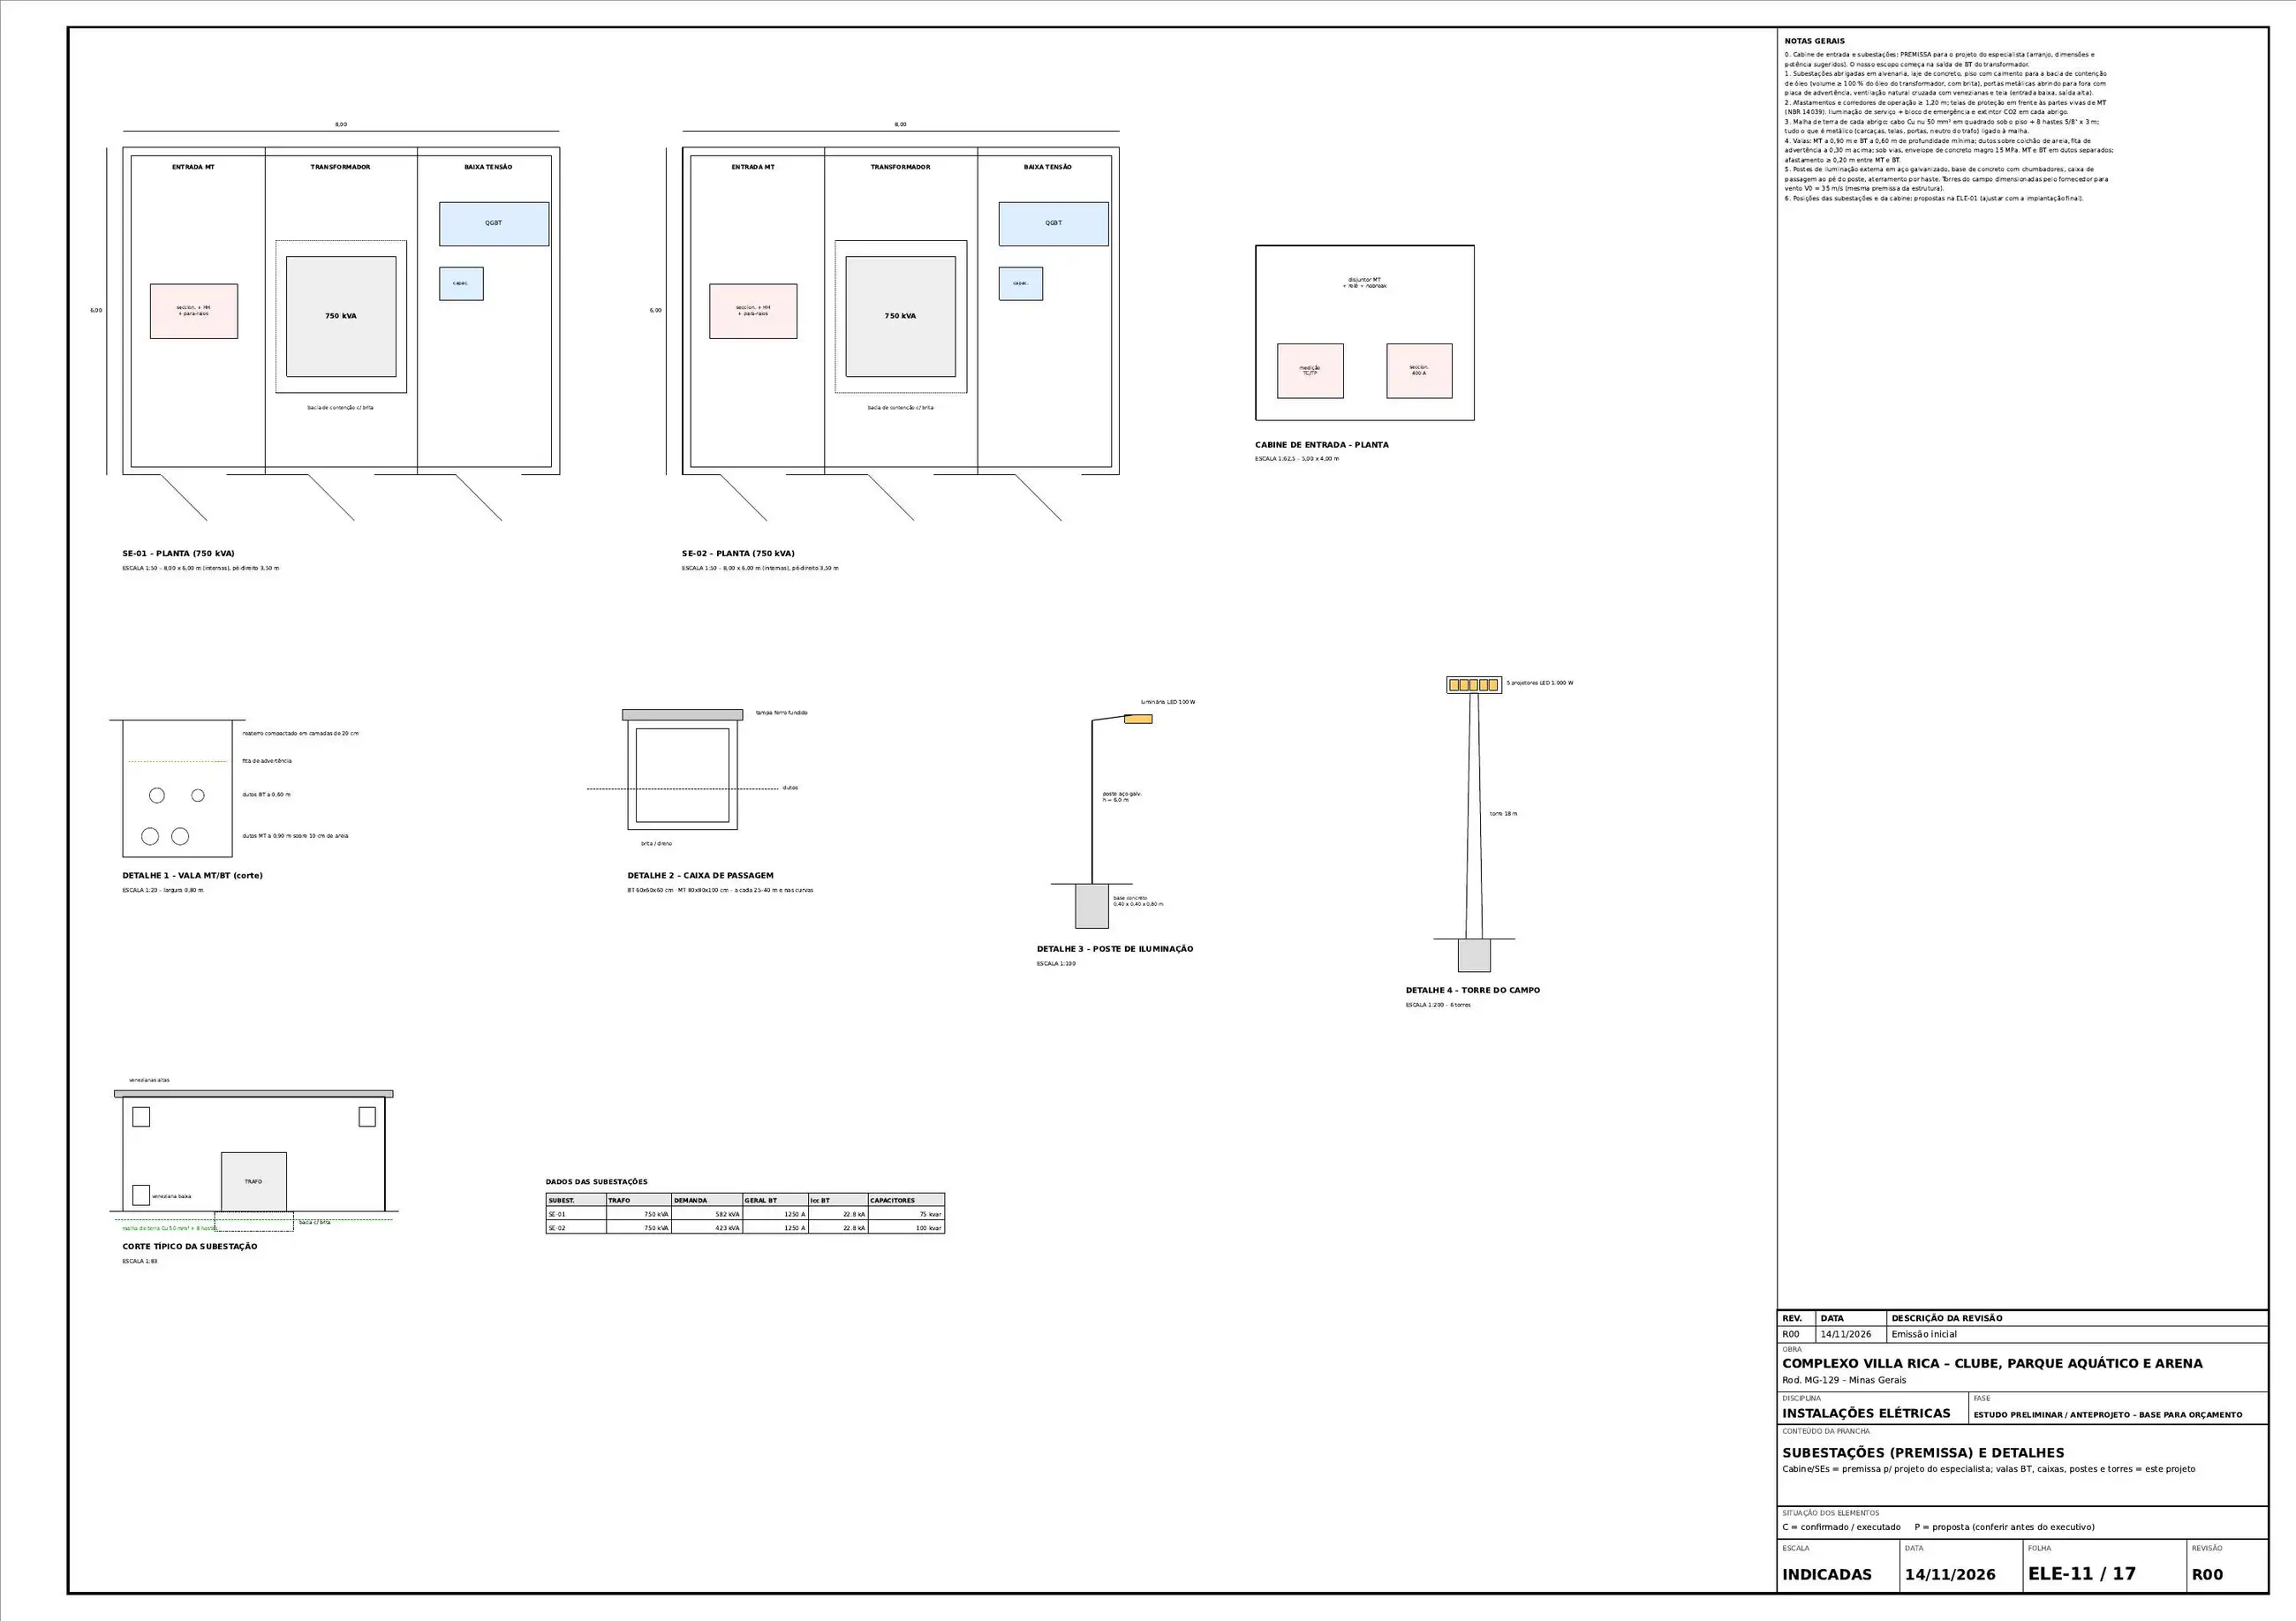 NOTAS GERAIS
0. Cabine de entrada e subestações: PREMISSA para o projeto do especialista (arranjo, dimensões e
potência sugeridos). O nosso escopo começa na saída de BT do transformador.
1. Subestações abrigadas em alvenaria, laje de concreto, piso com caimento para a bacia de contenção
de óleo (volume ≥ 100 % do óleo do transformador, com brita), portas metálicas abrindo para fora com
placa de advertência, ventilação natural cruzada com venezianas e tela (entrada baixa, saída alta).
2. Afastamentos e corredores de operação ≥ 1,20 m; telas de proteção em frente às partes vivas de MT
(NBR 14039). Iluminação de serviço + bloco de emergência e extintor CO2 em cada abrigo.
3. Malha de terra de cada abrigo: cabo Cu nu 50 mm² em quadrado sob o piso + 8 hastes 5/8" x 3 m;
tudo o que é metálico (carcaças, telas, portas, neutro do trafo) ligado à malha.
4. Valas: MT a 0,90 m e BT a 0,60 m de profundidade mínima; dutos sobre colchão de areia, fita de
advertência a 0,30 m acima; sob vias, envelope de concreto magro 15 MPa. MT e BT em dutos separados;
afastamento ≥ 0,20 m entre MT e BT.
5. Postes de iluminação externa em aço galvanizado, base de concreto com chumbadores, caixa de
passagem ao pé do poste, aterramento por haste. Torres do campo dimensionadas pelo fornecedor para
vento V0 = 35 m/s (mesma premissa da estrutura).
6. Posições das subestações e da cabine: propostas na ELE-01 (ajustar com a implantação final).
8,00
6,00
ENTRADA MT
TRANSFORMADOR
BAIXA TENSÃO
QGBT
capac.
seccion. + HH
+ para-raios
750 kVA
bacia de contenção c/ brita
SE-01 – PLANTA (750 kVA)
ESCALA 1:50 – 8,00 x 6,00 m (internas), pé-direito 3,50 m
8,00
6,00
ENTRADA MT
TRANSFORMADOR
BAIXA TENSÃO
QGBT
capac.
seccion. + HH
+ para-raios
750 kVA
bacia de contenção c/ brita
SE-02 – PLANTA (750 kVA)
ESCALA 1:50 – 8,00 x 6,00 m (internas), pé-direito 3,50 m
disjuntor MT
+ relé + nobreak
medição
TC/TP
seccion.
400 A
CABINE DE ENTRADA – PLANTA
ESCALA 1:62,5 – 5,00 x 4,00 m
reaterro compactado em camadas de 20 cm
fita de advertência
dutos BT a 0,60 m
dutos MT a 0,90 m sobre 10 cm de areia
DETALHE 1 – VALA MT/BT (corte)
ESCALA 1:20 – largura 0,80 m
tampa ferro fundido
dutos
brita / dreno
DETALHE 2 – CAIXA DE PASSAGEM
BT 60x60x60 cm · MT 80x80x100 cm – a cada 25-40 m e nas curvas
luminária LED 100 W
poste aço galv.
h = 6,0 m
base concreto
0,40 x 0,40 x 0,80 m
DETALHE 3 – POSTE DE ILUMINAÇÃO
ESCALA 1:100
5 projetores LED 1.000 W
torre 18 m
DETALHE 4 – TORRE DO CAMPO
ESCALA 1:200 – 6 torres
venezianas altas
TRAFO
veneziana baixa
bacia c/ brita
malha de terra Cu 50 mm² + 8 hastes
CORTE TÍPICO DA SUBESTAÇÃO
ESCALA 1:83
DADOS DAS SUBESTAÇÕES
SUBEST. TRAFO DEMANDA GERAL BT Icc BT CAPACITORES
SE-01 750 kVA 582 kVA 1250 A 22.8 kA 75 kvar
SE-02 750 kVA 423 kVA 1250 A 22.8 kA 100 kvar
REV. DATA DESCRIÇÃO DA REVISÃO
R00 14/11/2026 Emissão inicial
OBRA
COMPLEXO VILLA RICA – CLUBE, PARQUE AQUÁTICO E ARENA
Rod. MG-129 – Minas Gerais
DISCIPLINA FASE
INSTALAÇÕES ELÉTRICAS ESTUDO PRELIMINAR / ANTEPROJETO – BASE PARA ORÇAMENTO
CONTEÚDO DA PRANCHA
SUBESTAÇÕES (PREMISSA) E DETALHES
Cabine/SEs = premissa p/ projeto do especialista; valas BT, caixas, postes e torres = este projeto
SITUAÇÃO DOS ELEMENTOS
C = confirmado / executado P = proposta (conferir antes do executivo)
ESCALA DATA FOLHA REVISÃO
INDICADAS 14/11/2026 ELE-11 / 17 R00